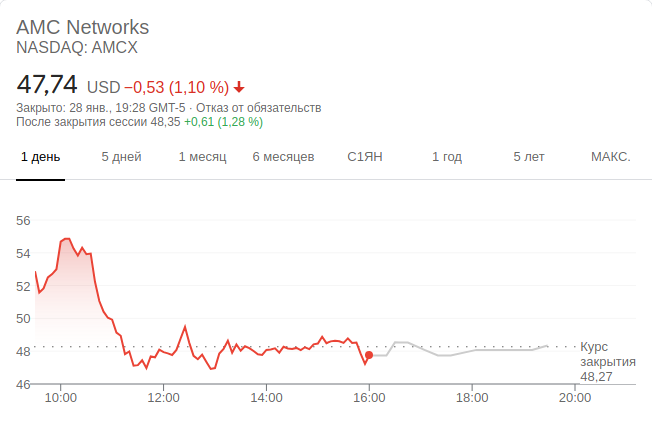 AMC Networks
NASDAQ: AMCX
47,74 USD −0,53 (1,10 %)
Закрыто: 28 янв., 19:28 GMT-5 · Отказ от обязательств
После закрытия сессии 48,35 +0,61 (1,28 %)
1 день 5 дней 1 месяц 6 месяцев С1ЯН 1 год 5 лет МАКС.
56
54
52
50
48
46
Курс
закрытия
48,27
10:00 12:00 14:00 16:00 18:00 20:00